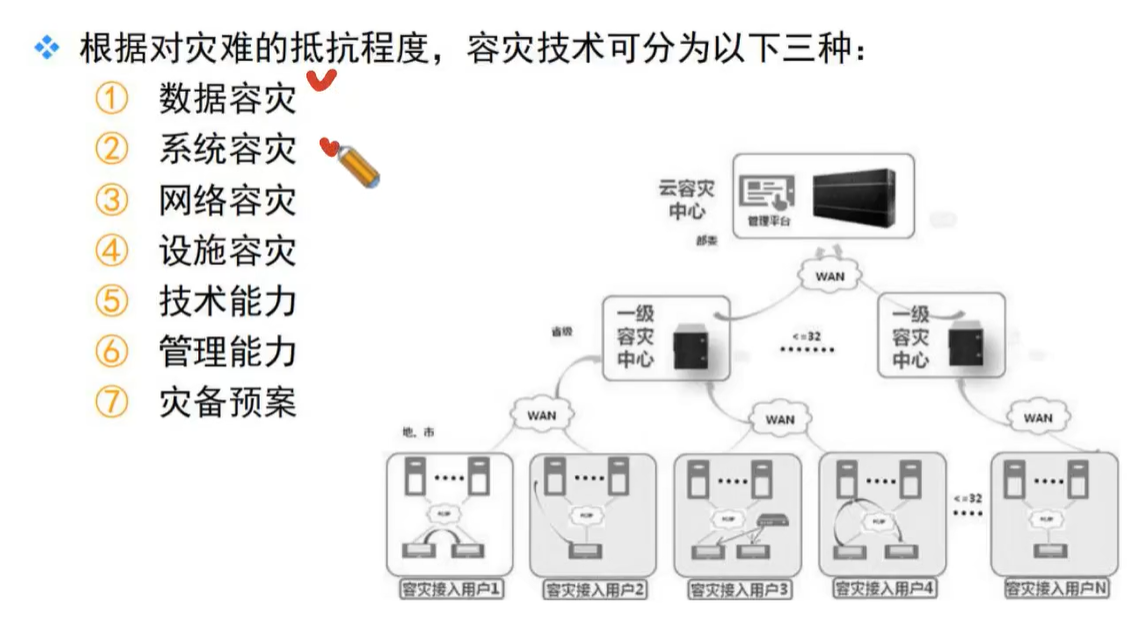 根据对灾难的抵抗程度，容灾技术可分为以下三种：
① 数据容灾
② 系统容灾
③ 网络容灾
④ 设施容灾
⑤ 技术能力
⑥ 管理能力
⑦ 灾备预案
云容灾
中心
管理平台
部委
WAN
一级
容灾
中心
省级
<=32
一级
容灾
中心
WAN
WAN
WAN
地、市
<=32
容灾接入用户1
容灾接入用户2
容灾接入用户3
容灾接入用户4
容灾接入用户N